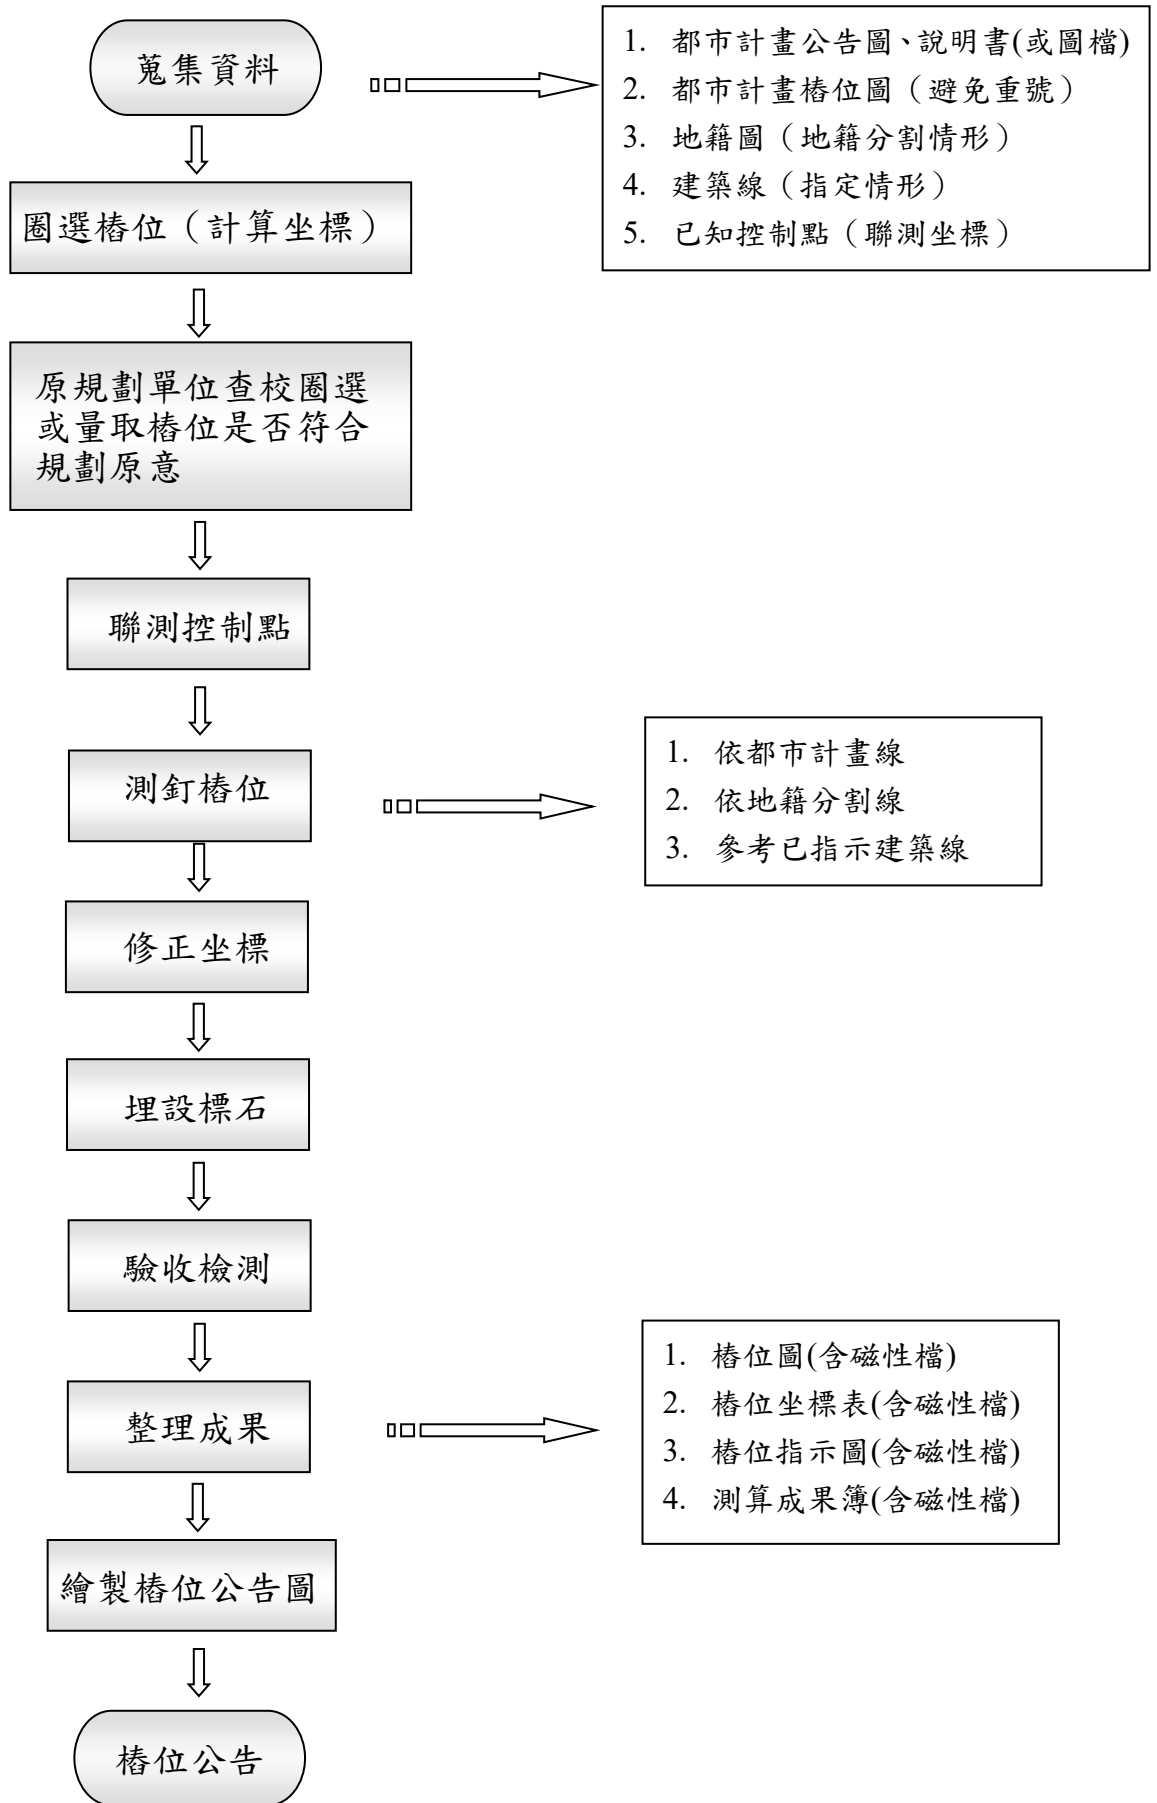 蒐集資料
1. 都市計畫公告圖、說明書(或圖檔)
2. 都市計畫樁位圖（避免重號）
3. 地籍圖（地籍分割情形）
4. 建築線（指定情形）
5. 已知控制點（聯測坐標）
圈選樁位（計算坐標）
原規劃單位查校圈選
或量取樁位是否符合
規劃原意
聯測控制點
測釘樁位
1. 依都市計畫線
2. 依地籍分割線
3. 參考已指示建築線
修正坐標
埋設標石
驗收檢測
整理成果
1. 樁位圖(含磁性檔)
2. 樁位坐標表(含磁性檔)
3. 樁位指示圖(含磁性檔)
4. 測算成果簿(含磁性檔)
繪製樁位公告圖
樁位公告